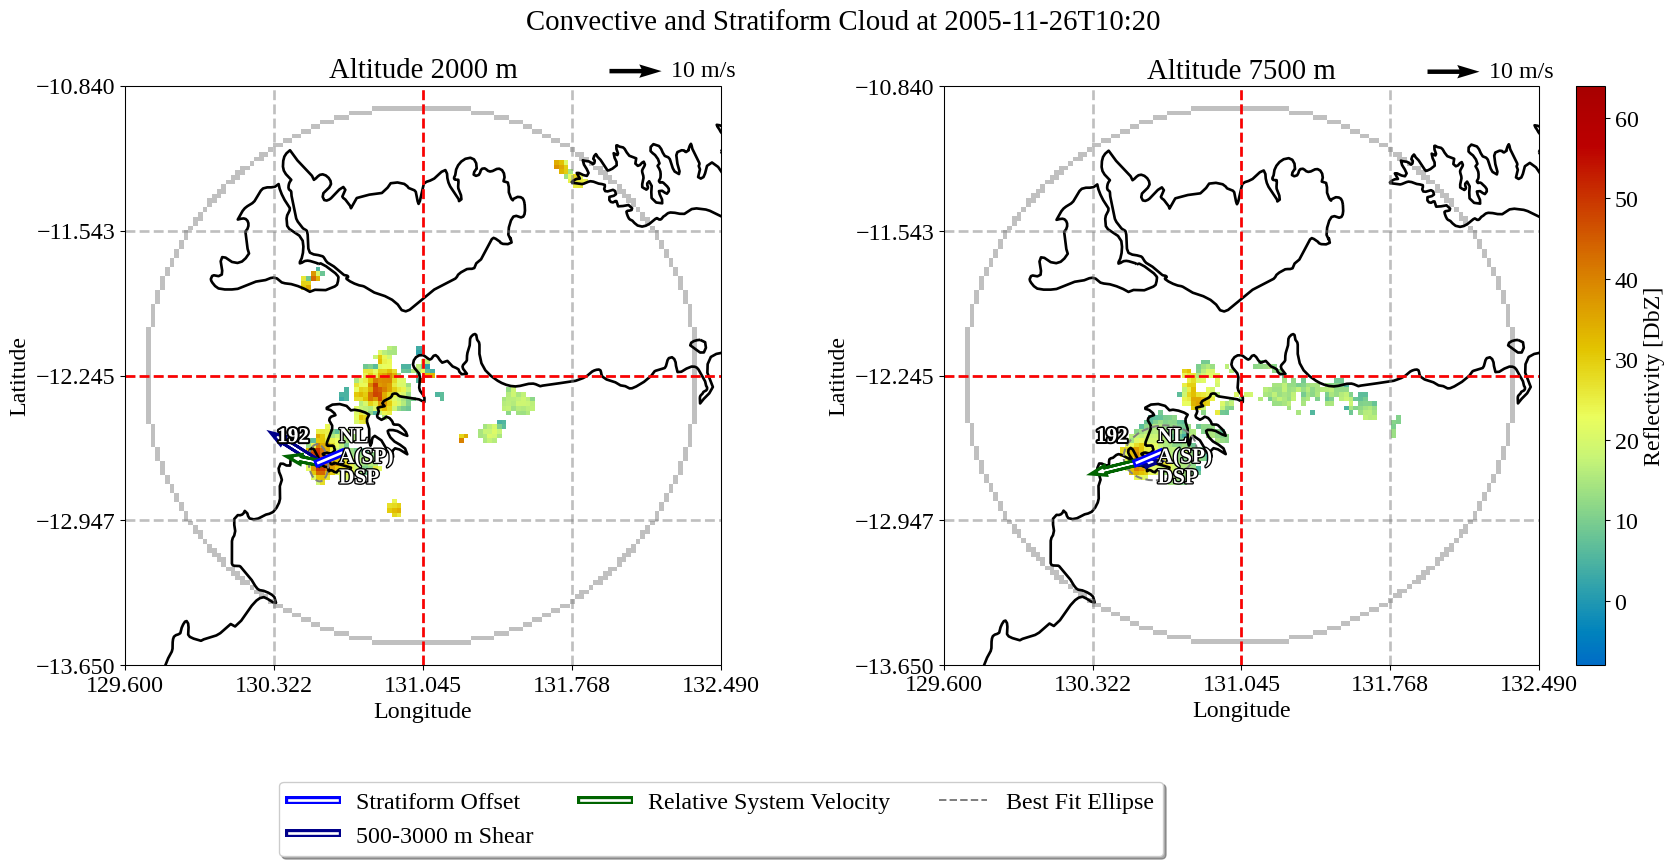 Convective and Stratiform Cloud at 2005-11-26T10:20
Altitude 2000 m
10 m/s
−10.840
−11.543
−12.245
−12.947
−13.650
129.600
130.322
131.045
131.768
132.490
Latitude
Longitude
192
NL
A(SP)
DSP
Altitude 7500 m
10 m/s
−10.840
−11.543
−12.245
−12.947
−13.650
129.600
130.322
131.045
131.768
132.490
Latitude
Longitude
192
NL
A(SP)
DSP
60
50
40
30
20
10
0
Reflectivity [DbZ]
Stratiform Offset
500-3000 m Shear
Relative System Velocity
Best Fit Ellipse